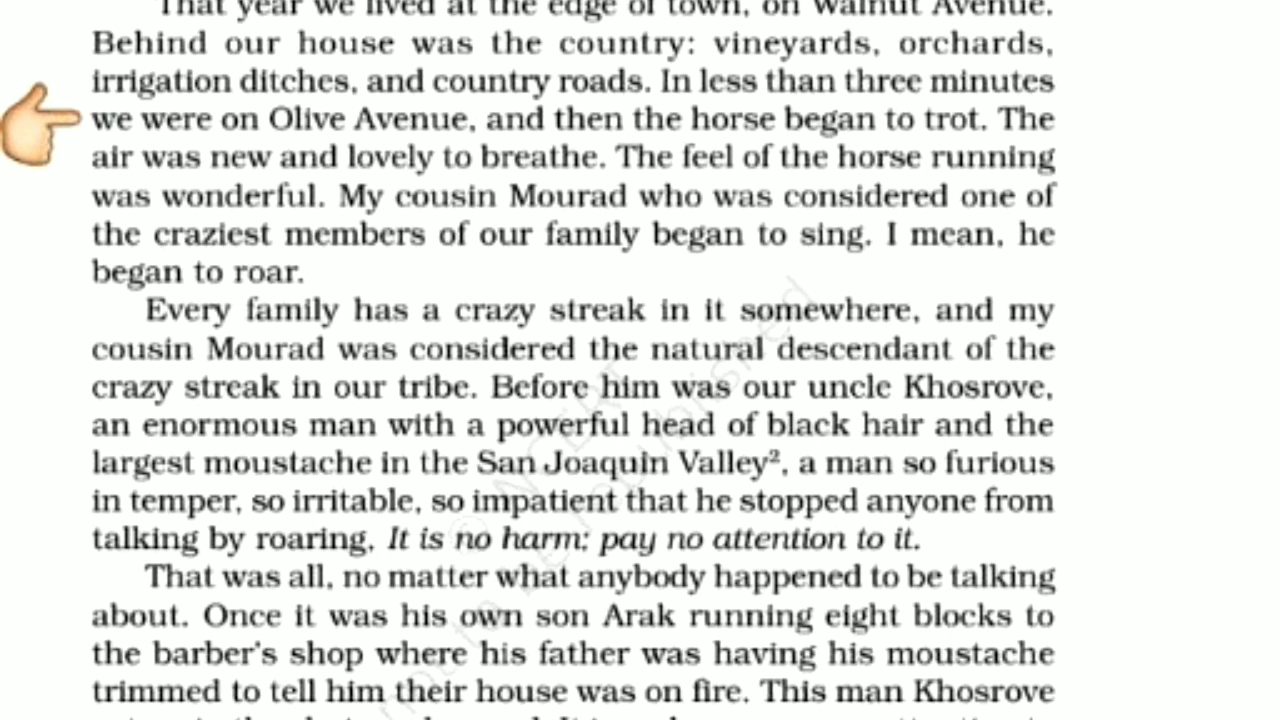 That year we lived at the edge of town, on Walnut Avenue.
Behind our house was the country: vineyards, orchards,
irrigation ditches, and country roads. In less than three minutes
we were on Olive Avenue, and then the horse began to trot. The
air was new and lovely to breathe. The feel of the horse running
was wonderful. My cousin Mourad who was considered one of
the craziest members of our family began to sing. I mean, he
began to roar.
Every family has a crazy streak in it somewhere, and my
cousin Mourad was considered the natural descendant of the
crazy streak in our tribe. Before him was our uncle Khosrove,
an enormous man with a powerful head of black hair and the
largest moustache in the San Joaquin Valley², a man so furious
in temper, so irritable, so impatient that he stopped anyone from
talking by roaring, It is no harm; pay no attention to it.
That was all, no matter what anybody happened to be talking
about. Once it was his own son Arak running eight blocks to
the barber's shop where his father was having his moustache
trimmed to tell him their house was on fire. This man Khosrove
© NCERT
not to be republished